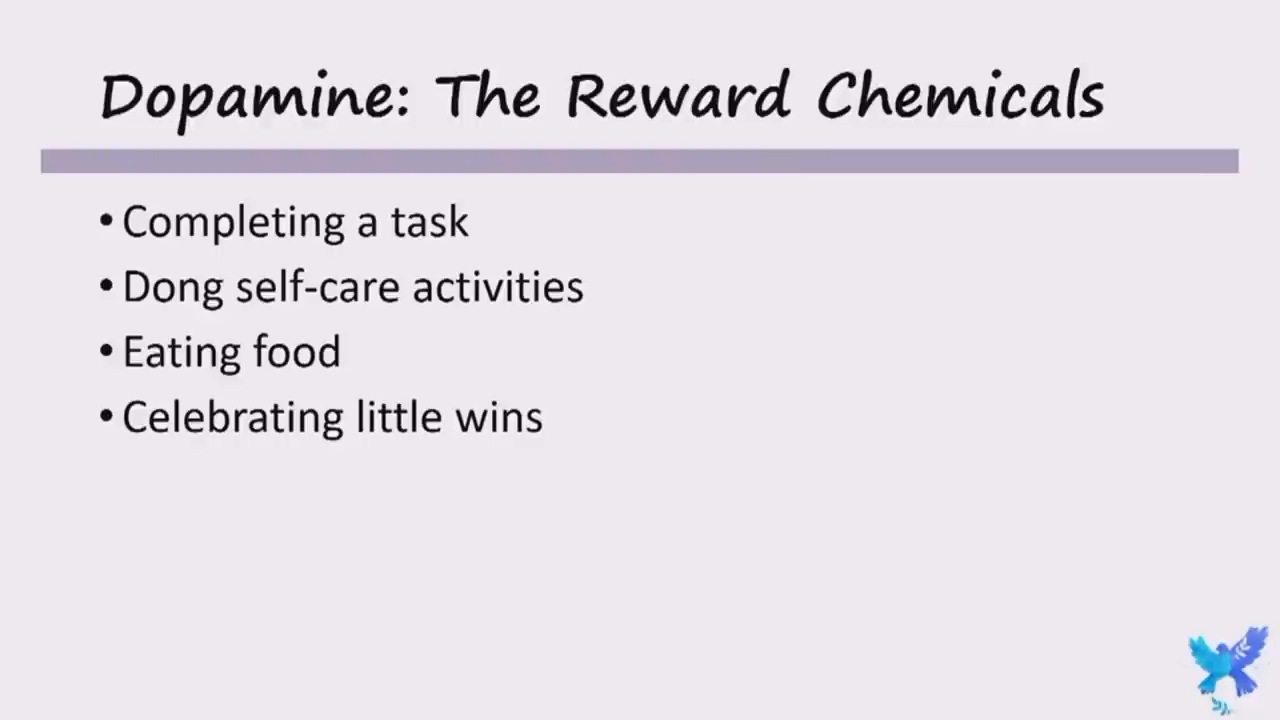 Dopamine: The Reward Chemicals
• Completing a task
• Dong self-care activities
• Eating food
• Celebrating little wins